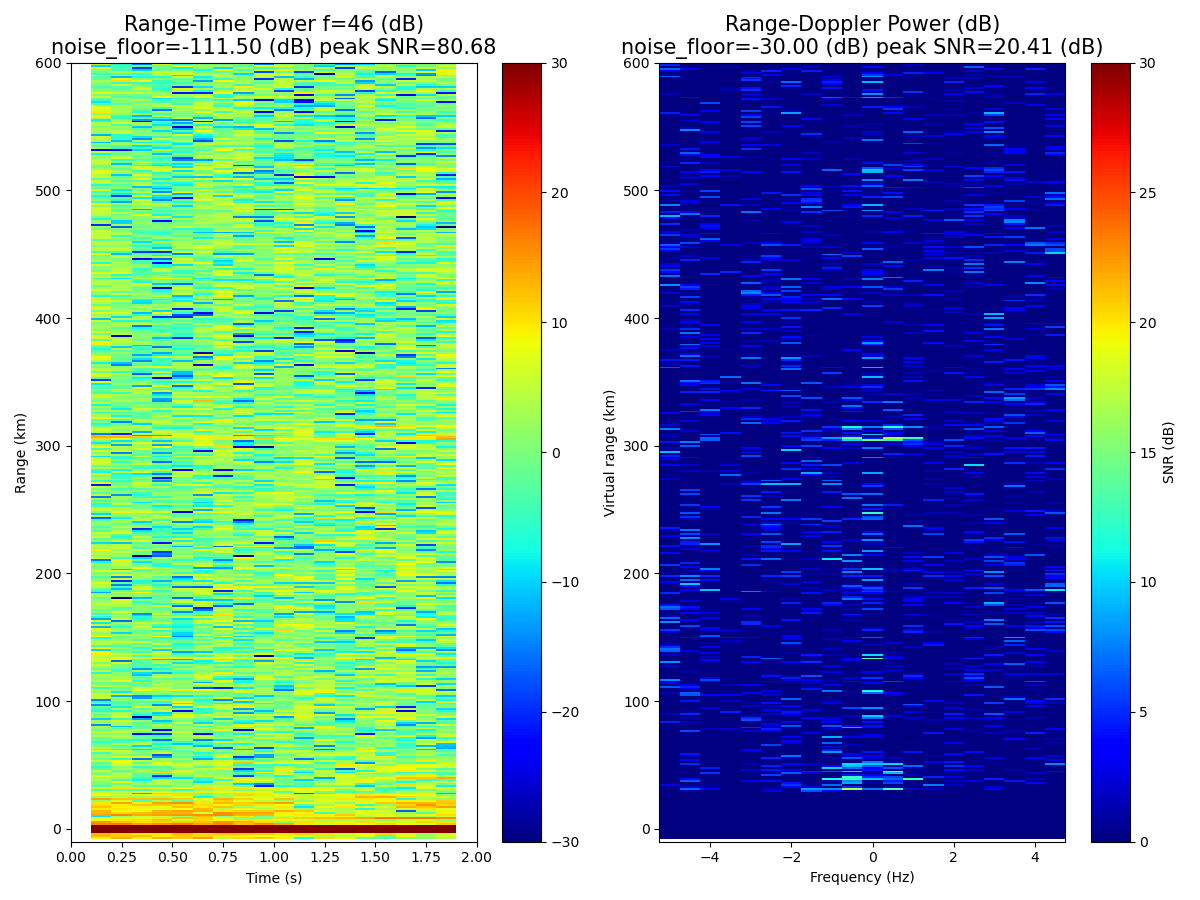 Range-Time Power f=46 (dB)
noise_floor=-111.50 (dB) peak SNR=80.68
600
500
400
300
200
100
0
Range (km)
0.00 0.25 0.50 0.75 1.00 1.25 1.50 1.75 2.00
Time (s)
30
20
10
0
−10
−20
−30
Range-Doppler Power (dB)
noise_floor=-30.00 (dB) peak SNR=20.41 (dB)
600
500
400
300
200
100
0
Virtual range (km)
−4 −2 0 2 4
Frequency (Hz)
30
25
20
15
10
5
0
SNR (dB)